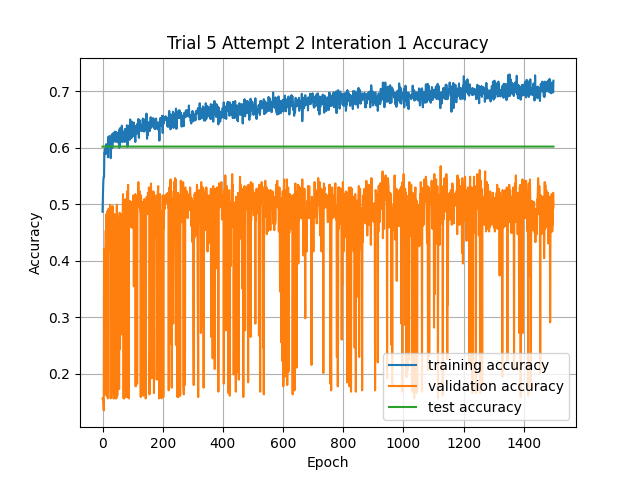 Trial 5 Attempt 2 Interation 1 Accuracy
0.7
0.6
0.5
0.4
0.3
0.2
Accuracy
training accuracy
validation accuracy
test accuracy
0 200 400 600 800 1000 1200 1400
Epoch